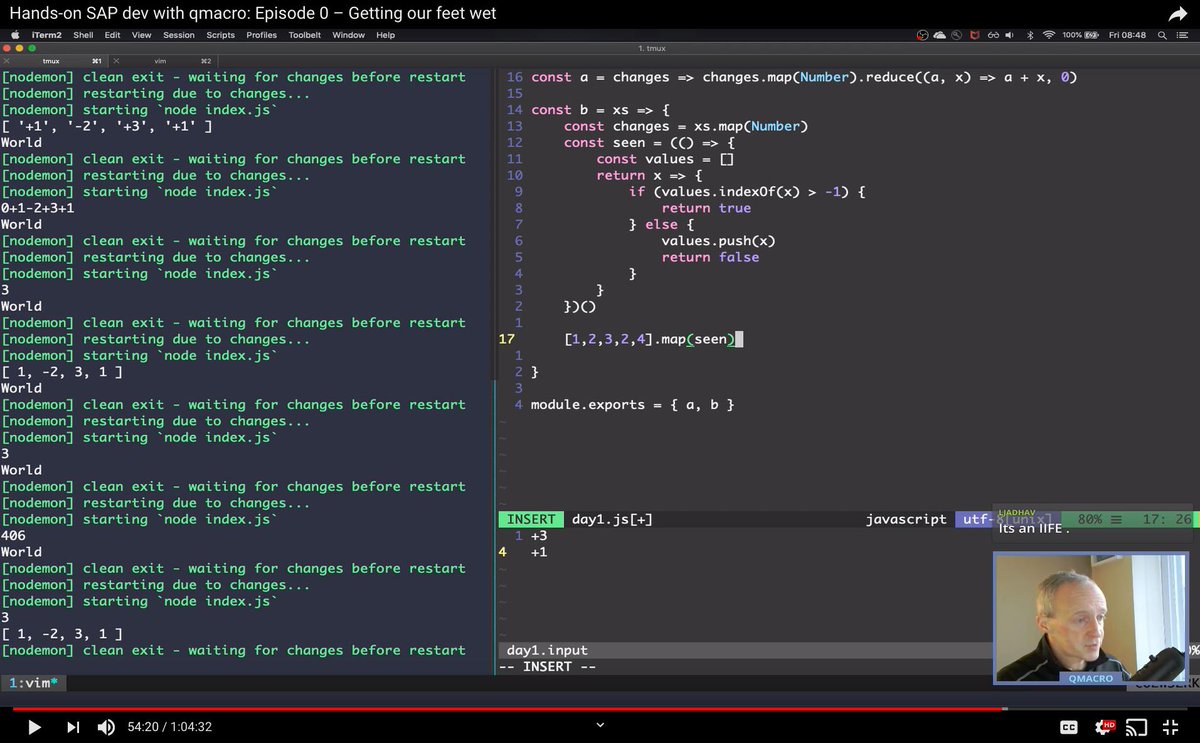 Hands-on SAP dev with qmacro: Episode 0 – Getting our feet wet
iTerm2 Shell Edit View Session Scripts Profiles Toolbelt Window Help
100% Fri 08:48
1. tmux
tmux ⌘1 vim ⌘2
[nodemon] clean exit - waiting for changes before restart
[nodemon] restarting due to changes...
[nodemon] starting `node index.js`
[ '+1', '-2', '+3', '+1' ]
World
[nodemon] clean exit - waiting for changes before restart
[nodemon] restarting due to changes...
[nodemon] starting `node index.js`
0+1-2+3+1
World
[nodemon] clean exit - waiting for changes before restart
[nodemon] restarting due to changes...
[nodemon] starting `node index.js`
3
World
[nodemon] clean exit - waiting for changes before restart
[nodemon] restarting due to changes...
[nodemon] starting `node index.js`
[ 1, -2, 3, 1 ]
World
[nodemon] clean exit - waiting for changes before restart
[nodemon] restarting due to changes...
[nodemon] starting `node index.js`
3
World
[nodemon] clean exit - waiting for changes before restart
[nodemon] restarting due to changes...
[nodemon] starting `node index.js`
406
World
[nodemon] clean exit - waiting for changes before restart
[nodemon] restarting due to changes...
[nodemon] starting `node index.js`
3
[ 1, -2, 3, 1 ]
[nodemon] clean exit - waiting for changes before restart
16 const a = changes => changes.map(Number).reduce((a, x) => a + x, 0)
15
14 const b = xs => {
13 const changes = xs.map(Number)
12 const seen = (() => {
11 const values = []
10 return x => {
9 if (values.indexOf(x) > -1) {
8 return true
7 } else {
6 values.push(x)
5 return false
4 }
3 }
2 })()
1
17 [1,2,3,2,4].map(seen)
1
2 }
3
4 module.exports = { a, b }
~
~
~
~
~
INSERT day1.js[+] javascript utf-8[unix] 80% ☰ 17: 26
1 +3
4 +1
~
~
~
~
~
day1.input
-- INSERT --
LJADHAV
Its an IIFE .
QMACRO
1:vim*
54:20 / 1:04:32
CC
HD